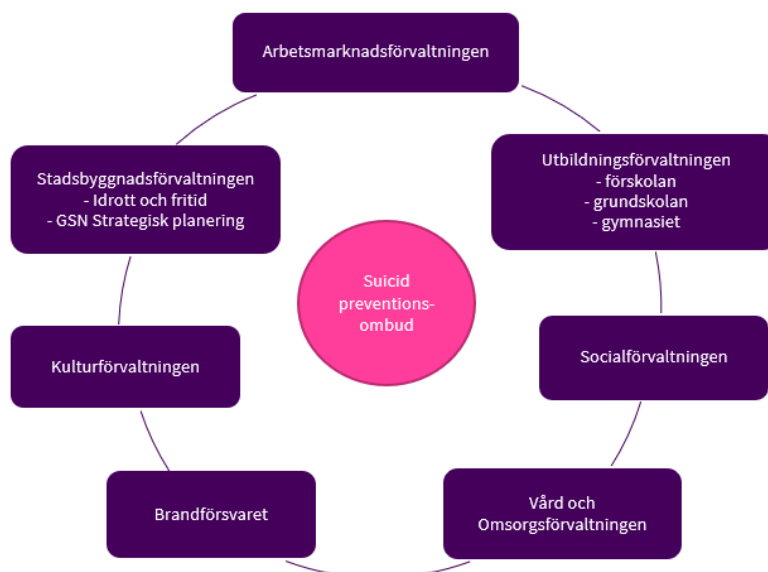 Arbetsmarknadsförvaltningen
Utbildningsförvaltningen
- förskolan
- grundskolan
- gymnasiet
Socialförvaltningen
Vård och
Omsorgsförvaltningen
Brandförsvaret
Kulturförvaltningen
Stadsbyggnadsförvaltningen
- Idrott och fritid
- GSN Strategisk planering
Suicid
preventions-
ombud